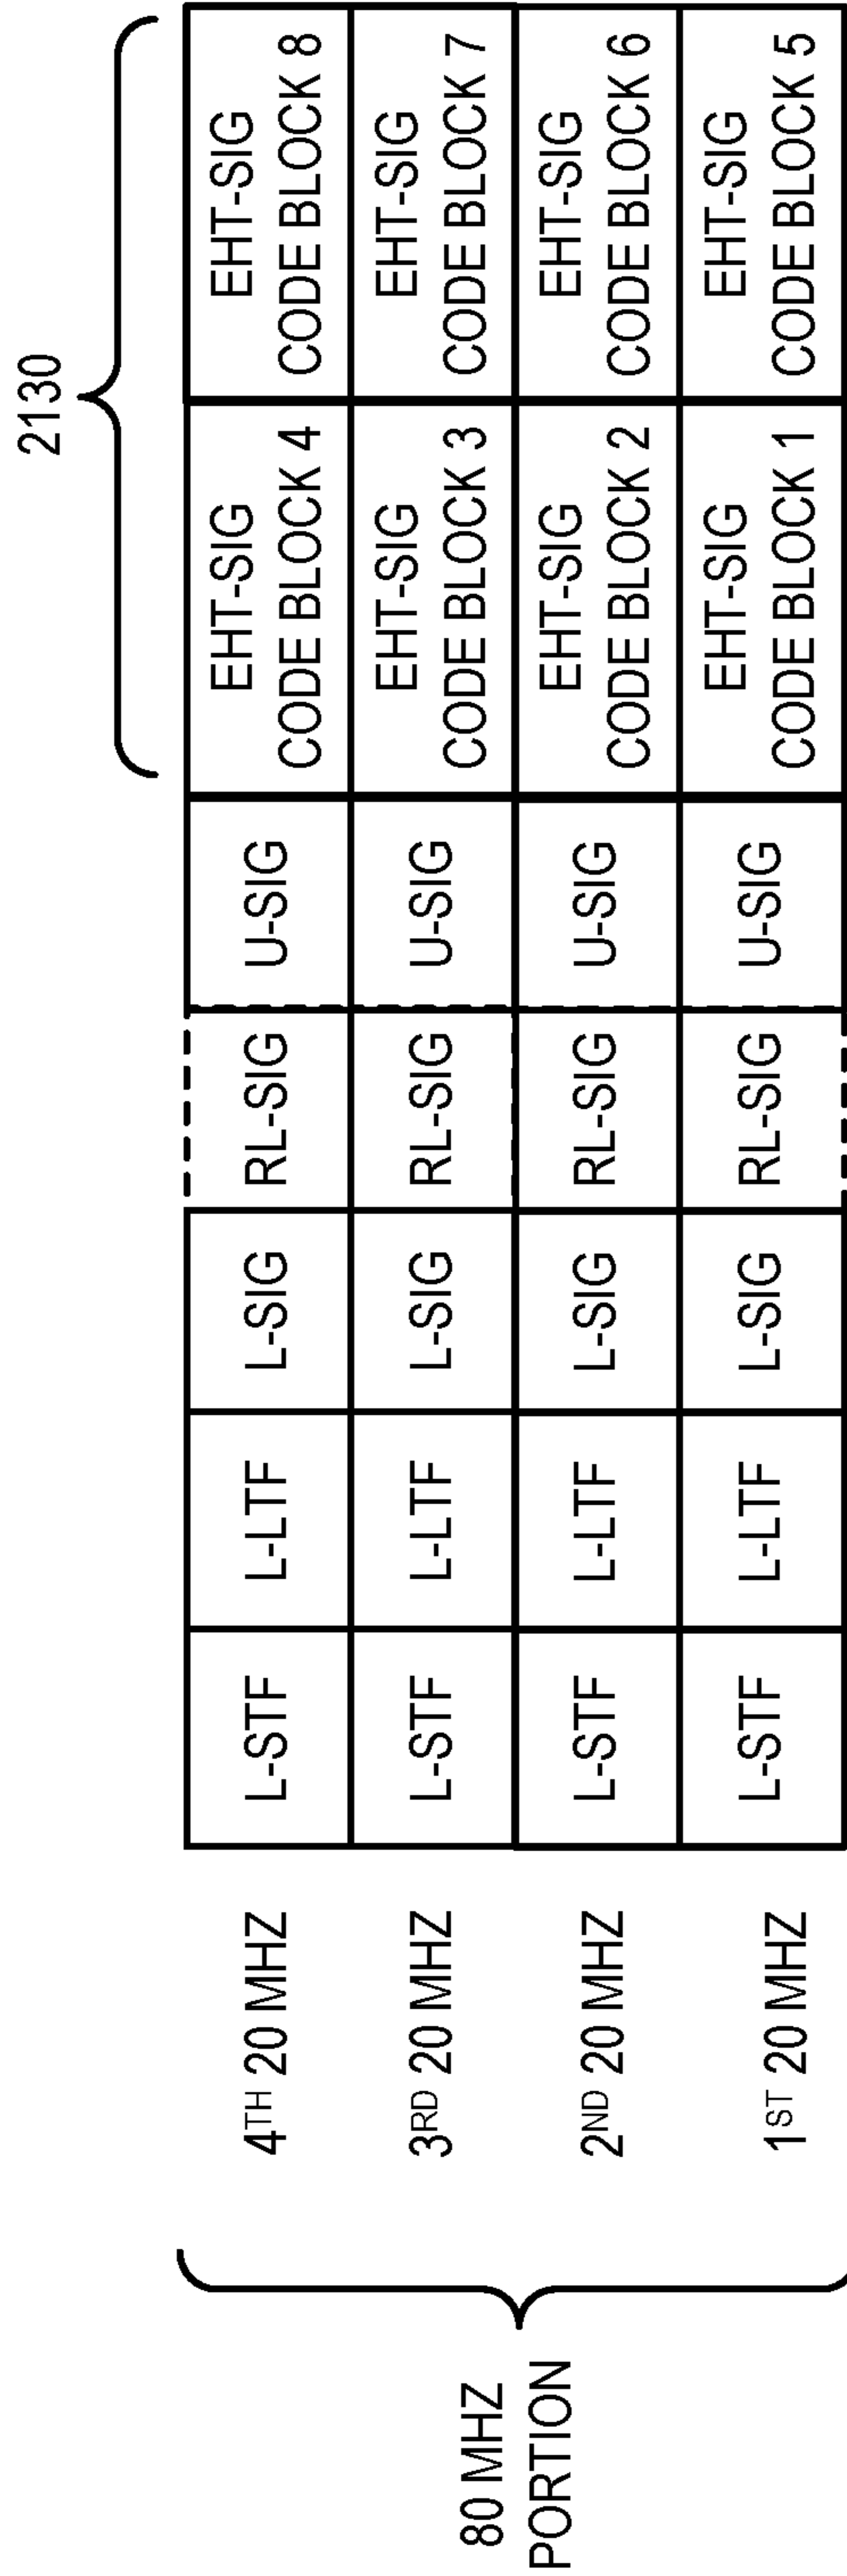 2130
80 MHZ
PORTION
4TH 20 MHZ
L-STF
L-LTF
L-SIG
RL-SIG
U-SIG
EHT-SIG
CODE BLOCK 4
EHT-SIG
CODE BLOCK 8
3RD 20 MHZ
L-STF
L-LTF
L-SIG
RL-SIG
U-SIG
EHT-SIG
CODE BLOCK 3
EHT-SIG
CODE BLOCK 7
2ND 20 MHZ
L-STF
L-LTF
L-SIG
RL-SIG
U-SIG
EHT-SIG
CODE BLOCK 2
EHT-SIG
CODE BLOCK 6
1ST 20 MHZ
L-STF
L-LTF
L-SIG
RL-SIG
U-SIG
EHT-SIG
CODE BLOCK 1
EHT-SIG
CODE BLOCK 5